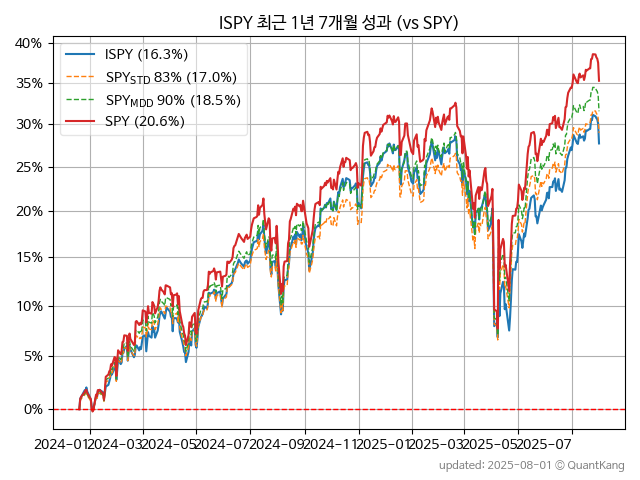 ISPY 최근 1년 7개월 성과 (vs SPY)
40%
35%
30%
25%
20%
15%
10%
5%
0%
ISPY (16.3%)
SPY_STD 83% (17.0%)
SPY_MDD 90% (18.5%)
SPY (20.6%)
2024-01 2024-03 2024-05 2024-07 2024-09 2024-11 2025-01 2025-03 2025-05 2025-07
updated: 2025-08-01 © QuantKang